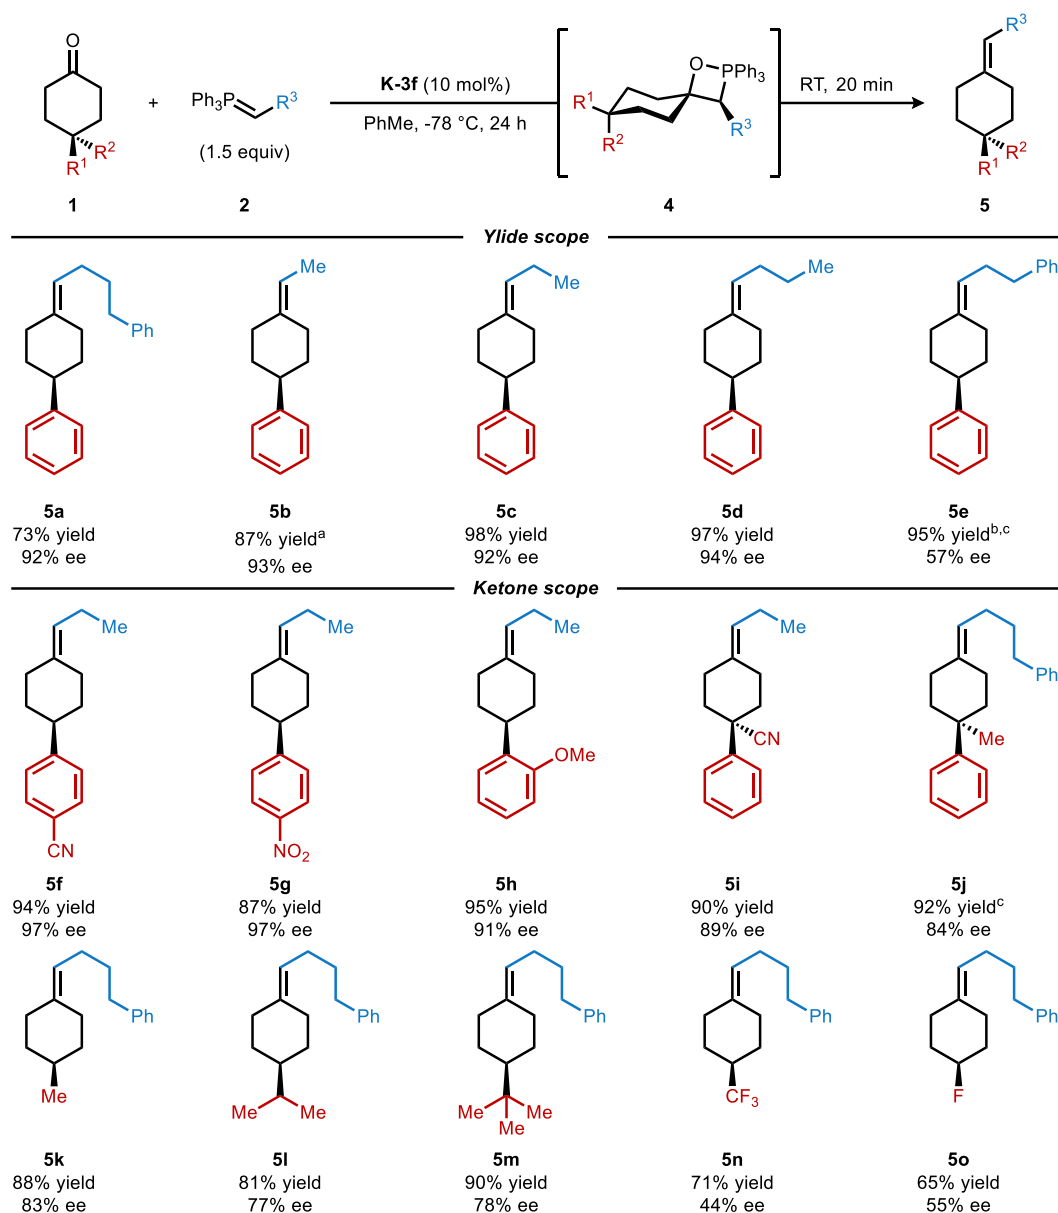 O
Ph₃P
R³
(1.5 equiv)
+
R² R¹
K-3f (10 mol%)
PhMe, -78 °C, 24 h
O PPh₃
R¹
R²
R³
RT, 20 min
R³
R² R¹
1 2 4 5
Ylide scope
Ph Me Me Me Ph
5a 5b 5c 5d 5e
73% yield 87% yieldᵃ 98% yield 97% yield 95% yieldᵇ,ᶜ
92% ee 93% ee 92% ee 94% ee 57% ee
Ketone scope
Me Me Me Me Ph
CN NO₂ OMe CN Me
5f 5g 5h 5i 5j
94% yield 87% yield 95% yield 90% yield 92% yieldᶜ
97% ee 97% ee 91% ee 89% ee 84% ee
Ph Ph Ph Ph Ph
Me Me Me Me Me Me CF₃ F
5k 5l 5m 5n 5o
88% yield 81% yield 90% yield 71% yield 65% yield
83% ee 77% ee 78% ee 44% ee 55% ee